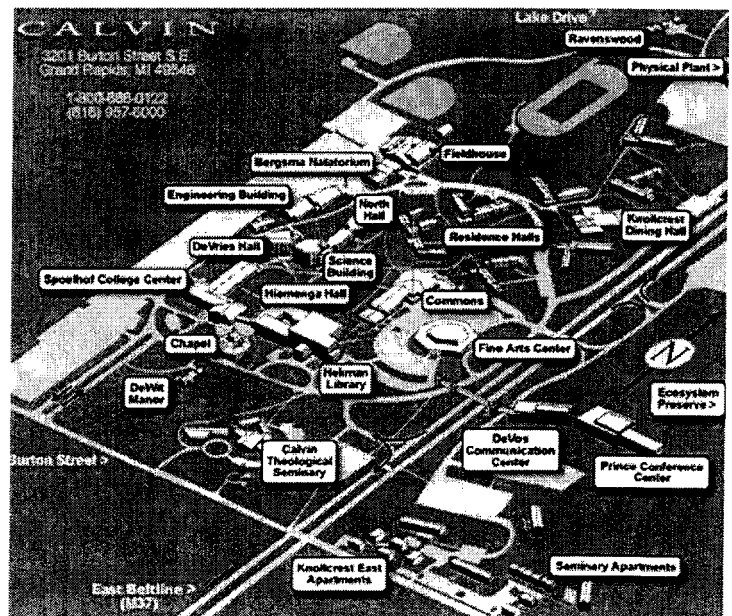 CALVIN
3201 Burton Street S.E.
Grand Rapids, MI 49546
1-800-688-0122
(616) 957-6000
Lake Drive ^
Ravenswood
Physical Plant >
Bergsma Natatorium
Fieldhouse
Engineering Building
North
Hall
Knollcrest
Dining Hall
DeVries Hall
Residence Halls
Science
Building
Spoelhof College Center
Hiemenga Hall
Commons
Chapel
Fine Arts Center
Hekman
Library
N
DeWit
Manor
Ecosystem
Preserve >
Calvin
Theological
Seminary
DeVos
Communication
Center
Burton Street >
Prince Conference
Center
Knollcrest East
Apartments
Seminary Apartments
East Beltline >
(M37)